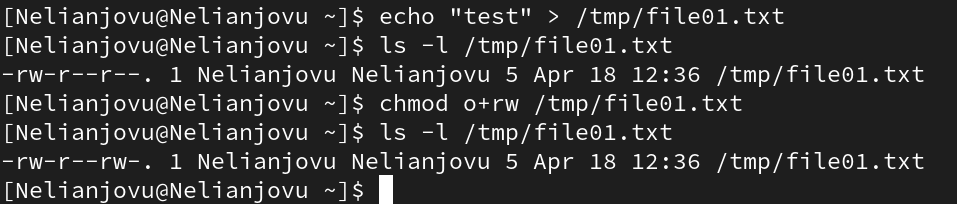 [Nelianjovu@Nelianjovu ~]$ echo "test" > /tmp/file01.txt
[Nelianjovu@Nelianjovu ~]$ ls -l /tmp/file01.txt
-rw-r--r--. 1 Nelianjovu Nelianjovu 5 Apr 18 12:36 /tmp/file01.txt
[Nelianjovu@Nelianjovu ~]$ chmod o+rw /tmp/file01.txt
[Nelianjovu@Nelianjovu ~]$ ls -l /tmp/file01.txt
-rw-r--rw-. 1 Nelianjovu Nelianjovu 5 Apr 18 12:36 /tmp/file01.txt
[Nelianjovu@Nelianjovu ~]$